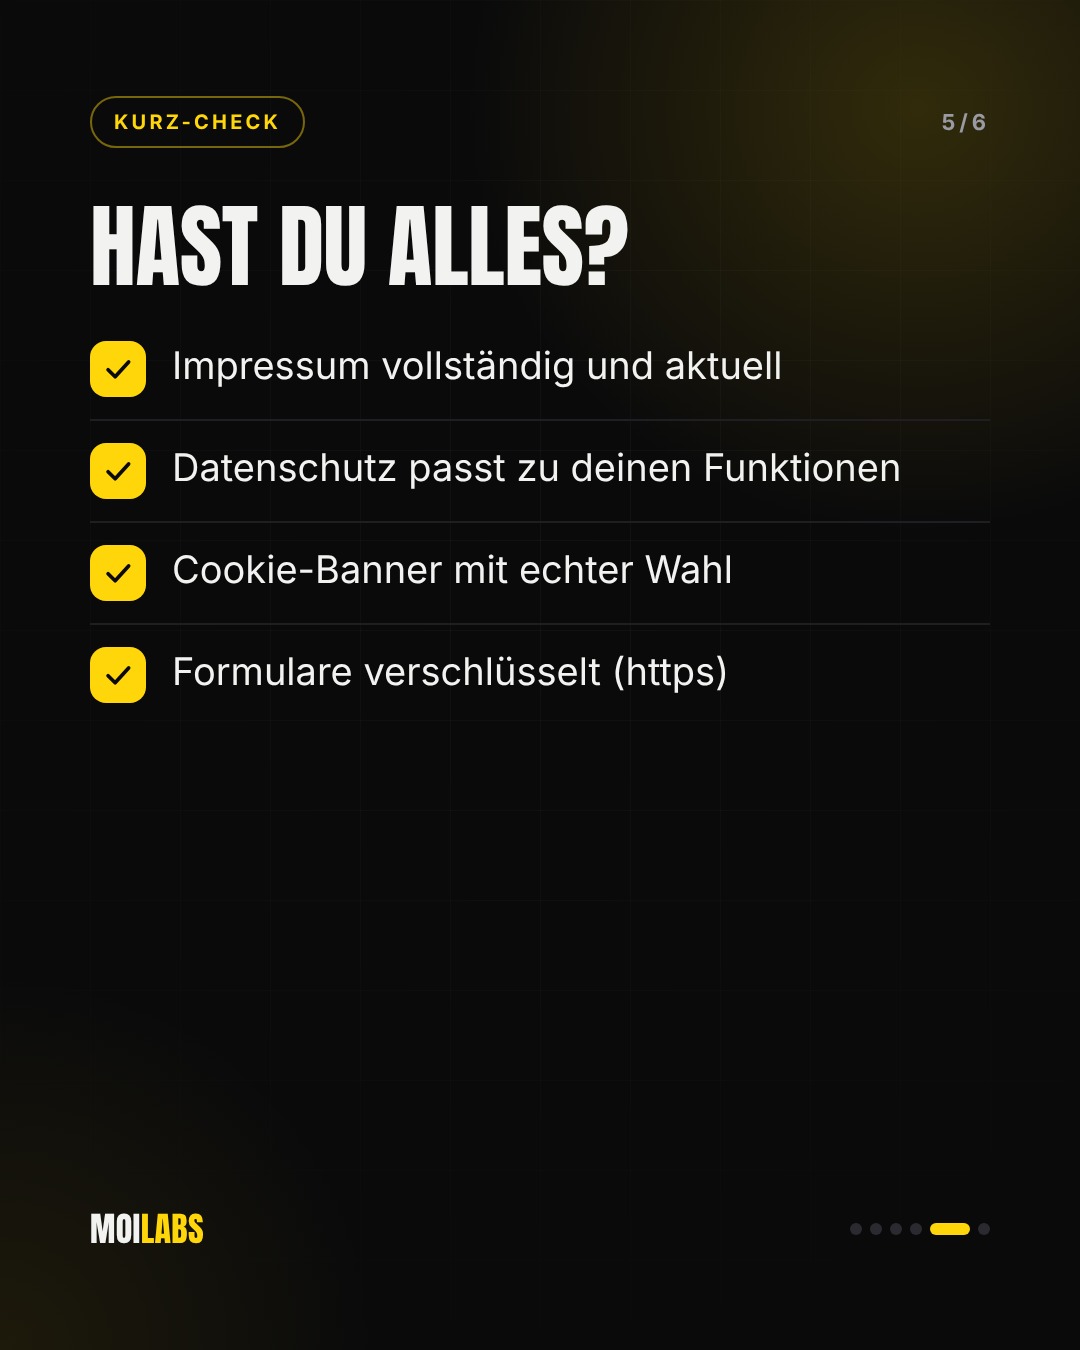 KURZ-CHECK
5/6
HAST DU ALLES?
Impressum vollständig und aktuell
Datenschutz passt zu deinen Funktionen
Cookie-Banner mit echter Wahl
Formulare verschlüsselt (https)
MOILABS